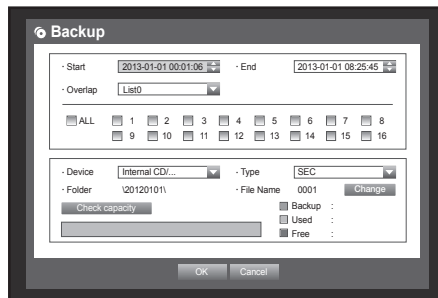 Backup
· Start 2013-01-01 00:01:06 · End 2013-01-01 08:25:45
· Overlap List0
ALL 1 2 3 4 5 6 7 8
9 10 11 12 13 14 15 16
· Device Internal CD/... · Type SEC
· Folder \20120101\ · File Name 0001 Change
Check capacity Backup :
Used :
Free :
OK Cancel